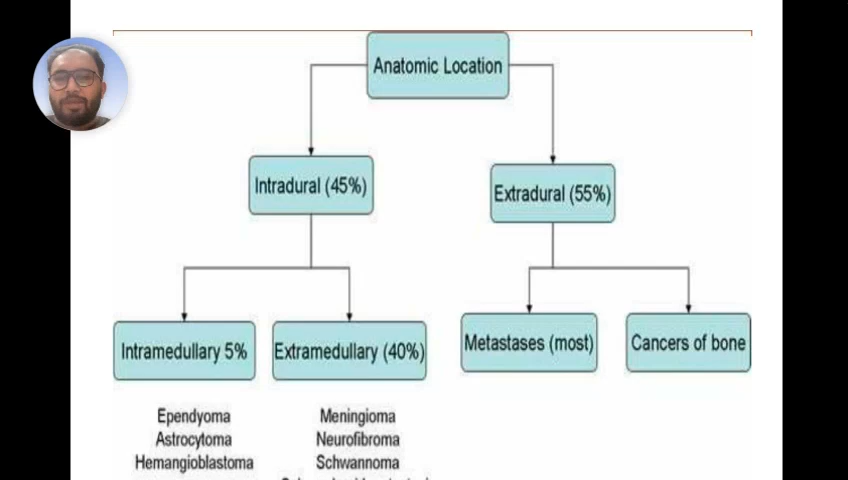 Anatomic Location
Intradural (45%)
Extradural (55%)
Intramedullary 5%
Extramedullary (40%)
Metastases (most)
Cancers of bone
Ependyoma
Astrocytoma
Hemangioblastoma
Meningioma
Neurofibroma
Schwannoma